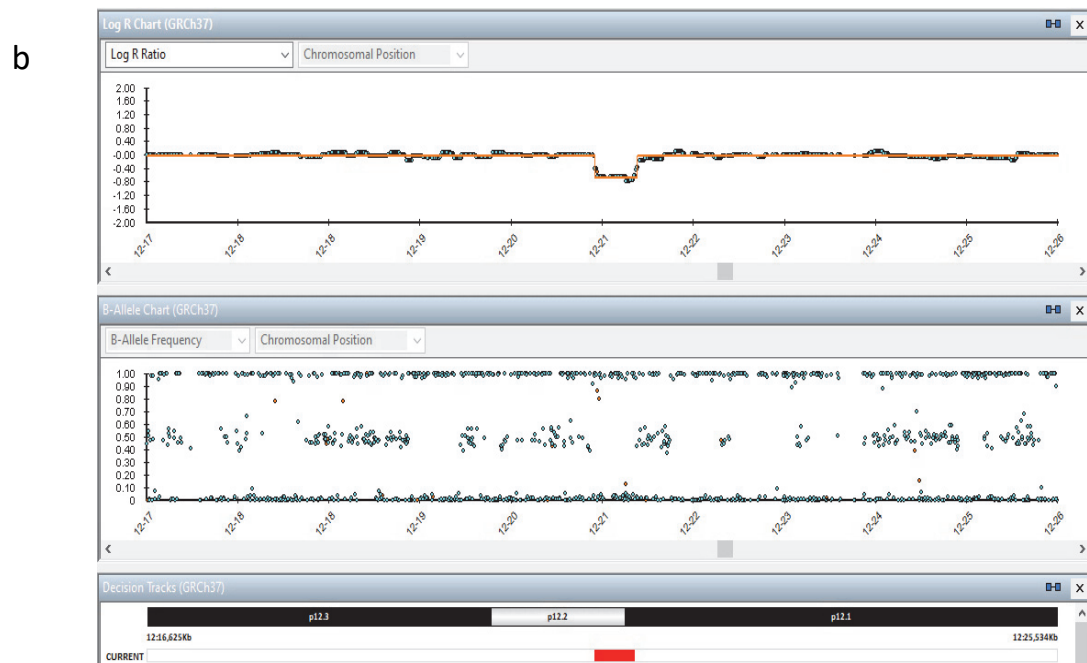 b
Log R Chart (GRCh37)
X
Log R Ratio
Chromosomal Position
2.00
1.60
1.20
0.80
0.40
-0.00
-0.40
-0.80
-1.20
-1.60
-2.00
12-17 12-18 12-18 12-19 12-20 12-21 12-22 12-23 12-24 12-25 12-26
B-Allele Chart (GRCh37)
X
B-Allele Frequency
Chromosomal Position
1.00
0.90
0.80
0.70
0.60
0.50
0.40
0.30
0.20
0.10
0
12-17 12-18 12-18 12-19 12-20 12-21 12-22 12-23 12-24 12-25 12-26
Decision Tracks (GRCh37)
X
p12.3 p12.2 p12.1
12:16,625Kb 12:25,534Kb
CURRENT